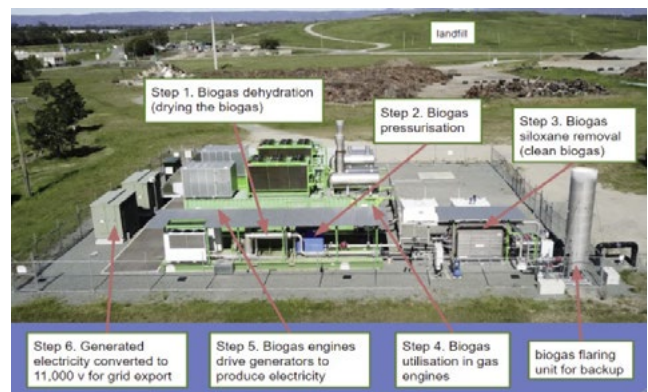 landfill
Step 1. Biogas dehydration
(drying the biogas)
Step 2. Biogas
pressurisation
Step 3. Biogas
siloxane removal
(clean biogas)
Step 6. Generated
electricity converted to
11,000 v for grid export
Step 5. Biogas engines
drive generators to
produce electricity
Step 4. Biogas
utilisation in gas
engines
biogas flaring
unit for backup